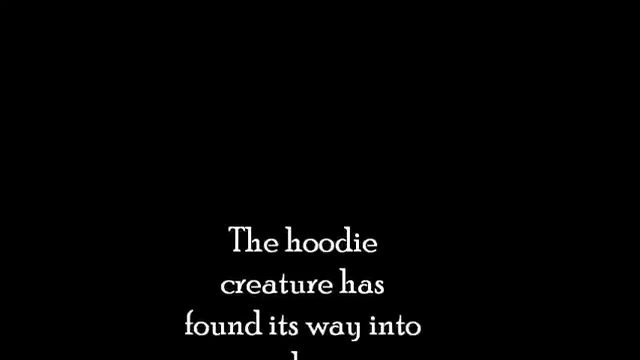 The hoodie
creature has
found its way into